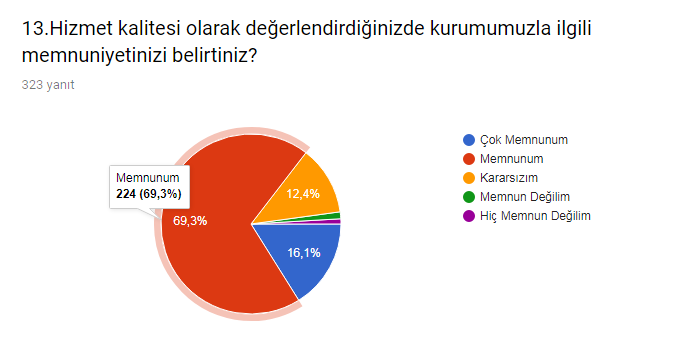 13.Hizmet kalitesi olarak değerlendirdiğinizde kurumumuzla ilgili
memnuniyetinizi belirtiniz?
323 yanıt
Memnunum
224 (69,3%)
69,3%
12,4%
16,1%
Çok Memnunum
Memnunum
Kararsızım
Memnun Değilim
Hiç Memnun Değilim